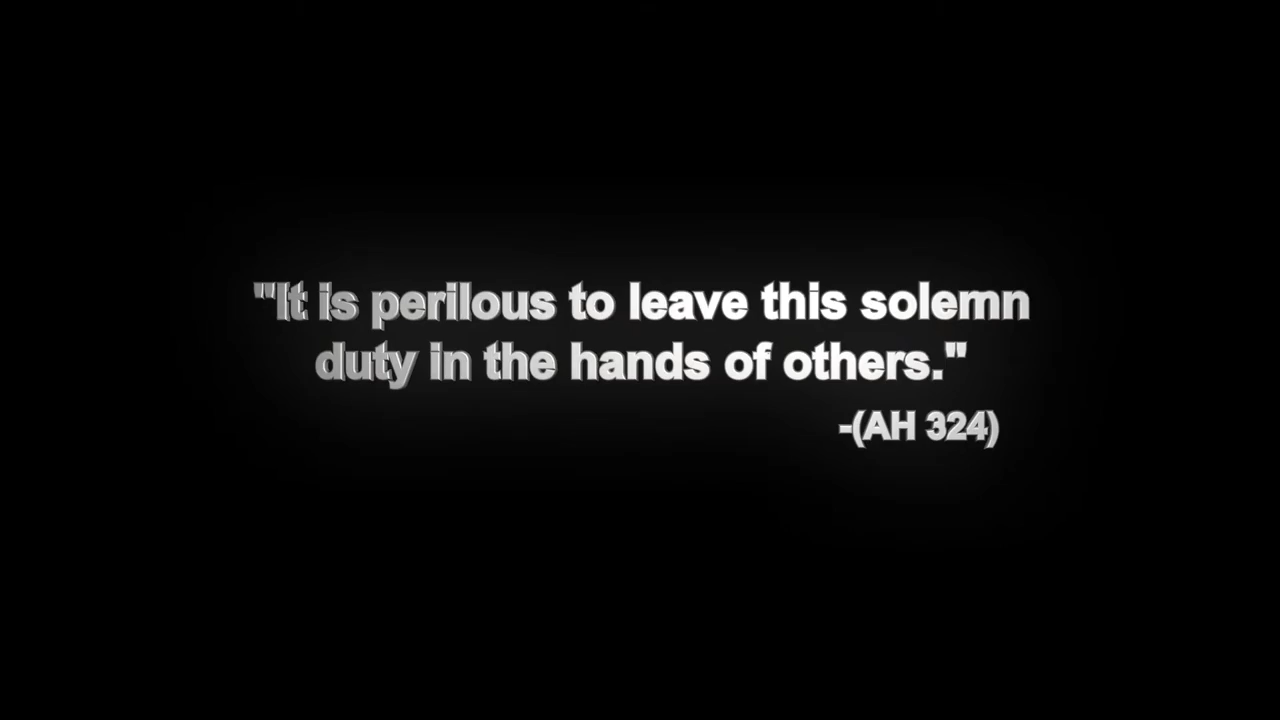 "It is perilous to leave this solemn
duty in the hands of others."
-(AH 324)